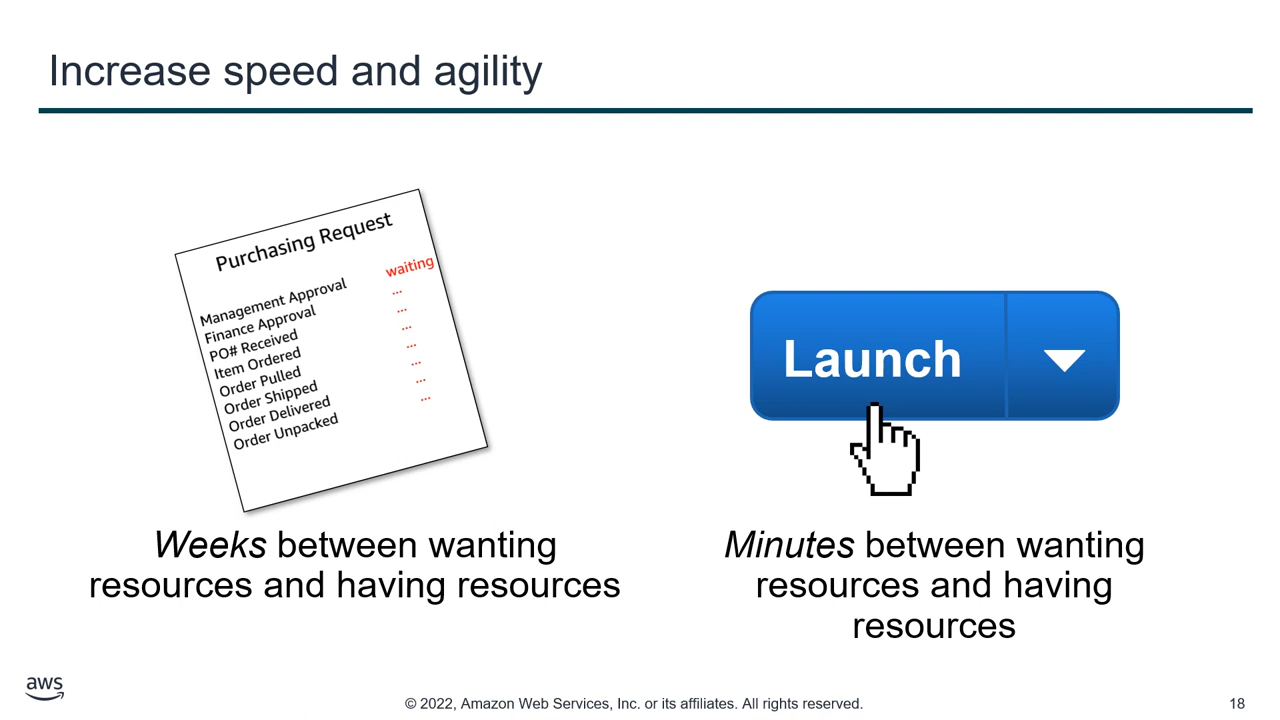 Increase speed and agility
Purchasing Request
waiting
Management Approval ...
Finance Approval ...
PO# Received ...
Item Ordered ...
Order Pulled ...
Order Shipped ...
Order Delivered ...
Order Unpacked
Weeks between wanting
resources and having resources
Launch
Minutes between wanting
resources and having
resources
aws
© 2022, Amazon Web Services, Inc. or its affiliates. All rights reserved.
18